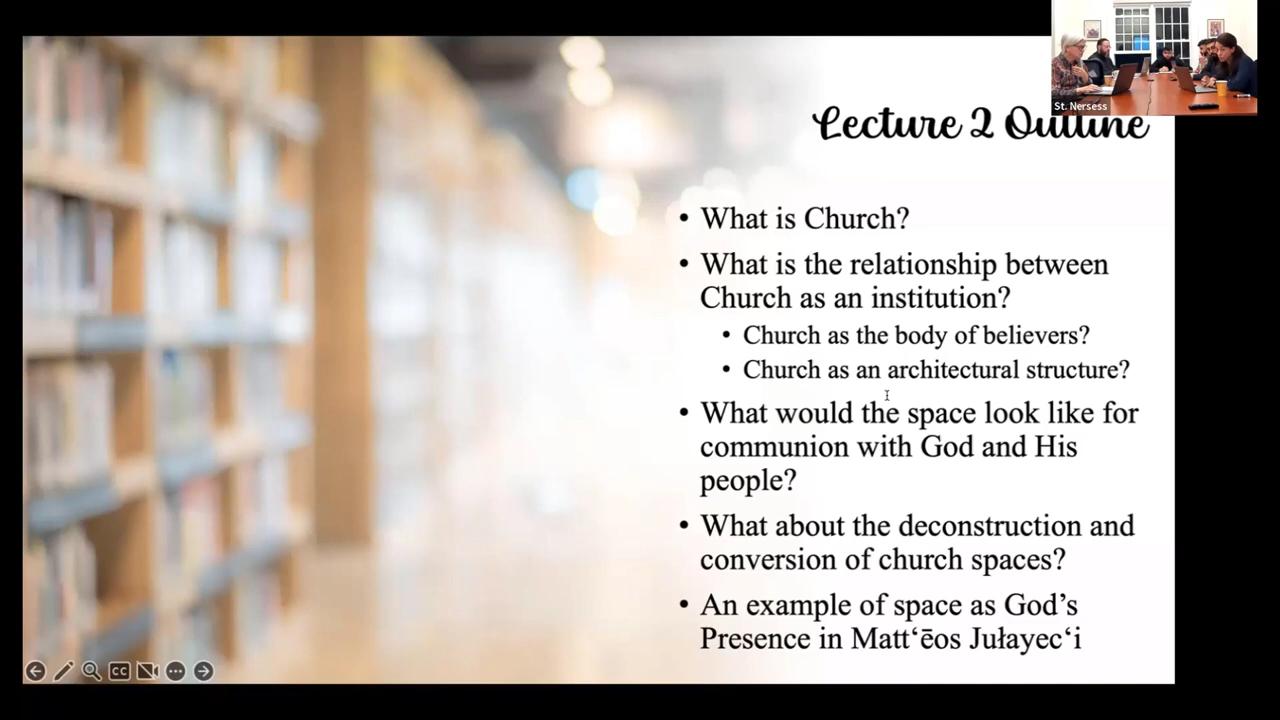 St. Nersess
Lecture 2 Outline
• What is Church?
• What is the relationship between
Church as an institution?
• Church as the body of believers?
• Church as an architectural structure?
• What would the space look like for
communion with God and His
people?
• What about the deconstruction and
conversion of church spaces?
• An example of space as God’s
Presence in Matt‘ēos Jułayec‘i
CC